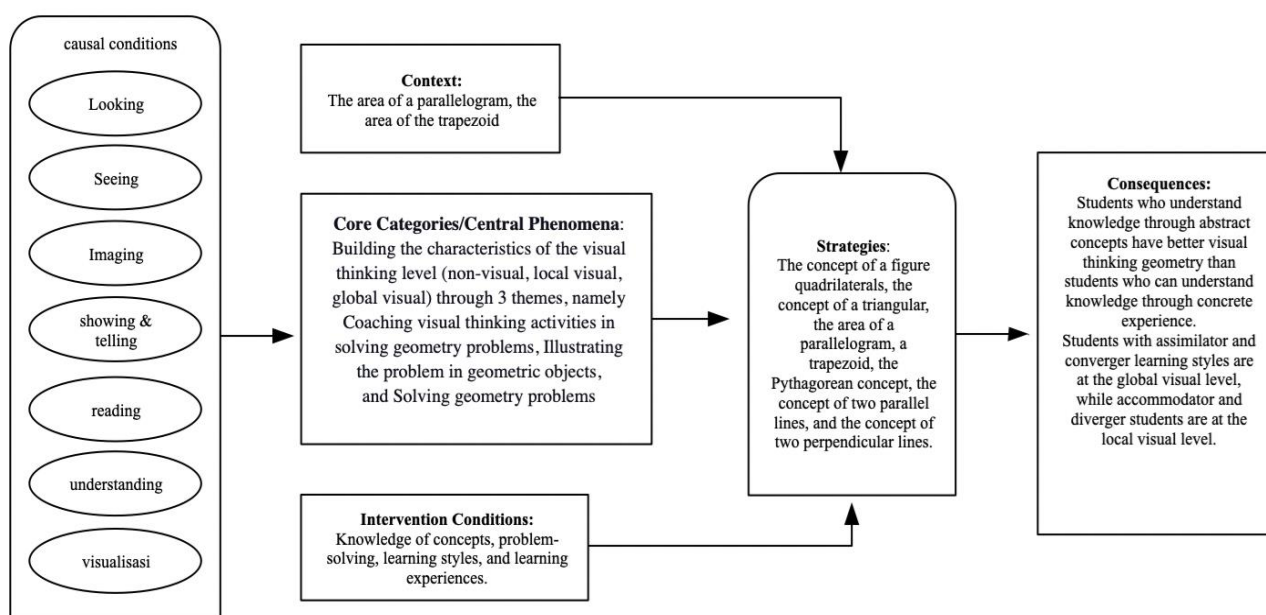 causal conditions
Looking
Seeing
Imaging
showing &
telling
reading
understanding
visualisasi
Context:
The area of a parallelogram, the
area of the trapezoid
Core Categories/Central Phenomena:
Building the characteristics of the visual
thinking level (non-visual, local visual,
global visual) through 3 themes, namely
Coaching visual thinking activities in
solving geometry problems, Illustrating
the problem in geometric objects,
and Solving geometry problems
Intervention Conditions:
Knowledge of concepts, problem-
solving, learning styles, and learning
experiences.
Strategies:
The concept of a figure
quadrilaterals, the
concept of a triangular,
the area of a
parallelogram, a
trapezoid, the
Pythagorean concept, the
concept of two parallel
lines, and the concept of
two perpendicular lines.
Consequences:
Students who understand
knowledge through abstract
concepts have better visual
thinking geometry than
students who can understand
knowledge through concrete
experience.
Students with assimilator and
converger learning styles are
at the global visual level,
while accommodator and
diverger students are at the
local visual level.